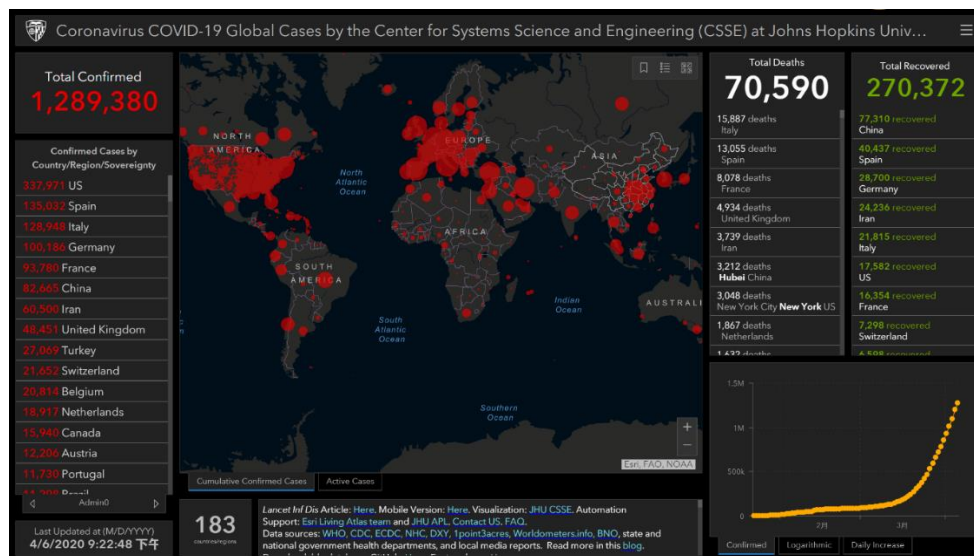 Coronavirus COVID-19 Global Cases by the Center for Systems Science and Engineering (CSSE) at Johns Hopkins Univ...
Total Confirmed
1,289,380
Confirmed Cases by
Country/Region/Sovereignty
337,971 US
135,032 Spain
128,948 Italy
100,186 Germany
93,780 France
82,665 China
60,500 Iran
48,451 United Kingdom
27,069 Turkey
21,652 Switzerland
20,814 Belgium
18,917 Netherlands
15,940 Canada
12,206 Austria
11,730 Portugal
Admin0
Last Updated at (M/D/YYYY)
4/6/2020 9:22:48 下午
NORTH
AMERICA
EUROPE
ASIA
North
Atlantic
Ocean
AFRICA
SOUTH
AMERICA
Indian
Ocean
AUSTRALI
South
Atlantic
Ocean
Southern
Ocean
+
−
Esri, FAO, NOAA
Cumulative Confirmed Cases
Active Cases
183
countries/regions
Lancet Inf Dis Article: Here. Mobile Version: Here. Visualization: JHU CSSE. Automation
Support: Esri Living Atlas team and JHU APL. Contact US. FAQ.
Data sources: WHO, CDC, ECDC, NHC, DXY, 1point3acres, Worldometers.info, BNO, state and
national government health departments, and local media reports. Read more in this blog.
Total Deaths
70,590
15,887 deaths
Italy
13,055 deaths
Spain
8,078 deaths
France
4,934 deaths
United Kingdom
3,739 deaths
Iran
3,212 deaths
Hubei China
3,048 deaths
New York City New York US
1,867 deaths
Netherlands
1,632 deaths
Total Recovered
270,372
77,310 recovered
China
40,437 recovered
Spain
28,700 recovered
Germany
24,236 recovered
Iran
21,815 recovered
Italy
17,582 recovered
US
16,354 recovered
France
7,298 recovered
Switzerland
6,598 recovered
1.5M
1M
500k
0
2月
3月
Confirmed
Logarithmic
Daily Increase